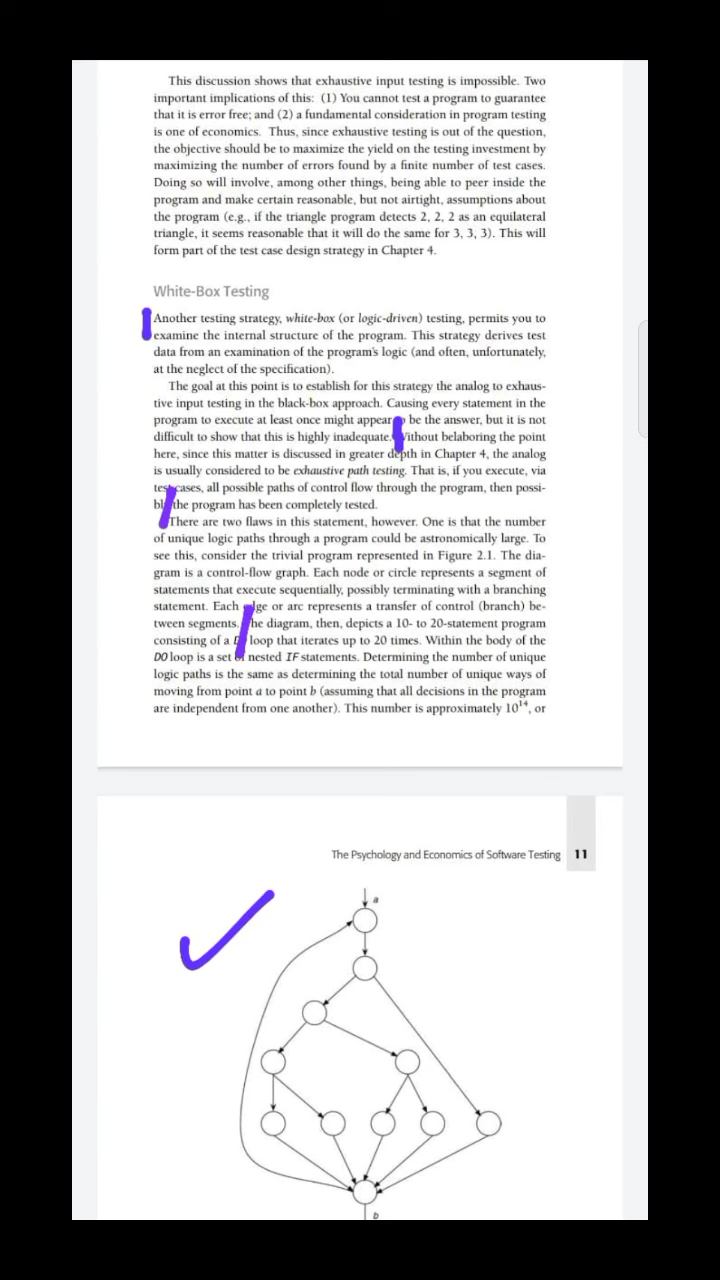 This discussion shows that exhaustive input testing is impossible. Two
important implications of this: (1) You cannot test a program to guarantee
that it is error free; and (2) a fundamental consideration in program testing
is one of economics. Thus, since exhaustive testing is out of the question,
the objective should be to maximize the yield on the testing investment by
maximizing the number of errors found by a finite number of test cases.
Doing so will involve, among other things, being able to peer inside the
program and make certain reasonable, but not airtight, assumptions about
the program (e.g., if the triangle program detects 2, 2, 2 as an equilateral
triangle, it seems reasonable that it will do the same for 3, 3, 3). This will
form part of the test case design strategy in Chapter 4.
White-Box Testing
Another testing strategy, white-box (or logic-driven) testing, permits you to
examine the internal structure of the program. This strategy derives test
data from an examination of the program's logic (and often, unfortunately,
at the neglect of the specification).
The goal at this point is to establish for this strategy the analog to exhaus-
tive input testing in the black-box approach. Causing every statement in the
program to execute at least once might appear to be the answer, but it is not
difficult to show that this is highly inadequate. Without belaboring the point
here, since this matter is discussed in greater depth in Chapter 4, the analog
is usually considered to be exhaustive path testing. That is, if you execute, via
test cases, all possible paths of control flow through the program, then possi-
bly the program has been completely tested.
There are two flaws in this statement, however. One is that the number
of unique logic paths through a program could be astronomically large. To
see this, consider the trivial program represented in Figure 2.1. The dia-
gram is a control-flow graph. Each node or circle represents a segment of
statements that execute sequentially, possibly terminating with a branching
statement. Each edge or arc represents a transfer of control (branch) be-
tween segments. The diagram, then, depicts a 10- to 20-statement program
consisting of a DO loop that iterates up to 20 times. Within the body of the
DO loop is a set of nested IF statements. Determining the number of unique
logic paths is the same as determining the total number of unique ways of
moving from point a to point b (assuming that all decisions in the program
are independent from one another). This number is approximately 10¹⁴, or
The Psychology and Economics of Software Testing 11
a
b